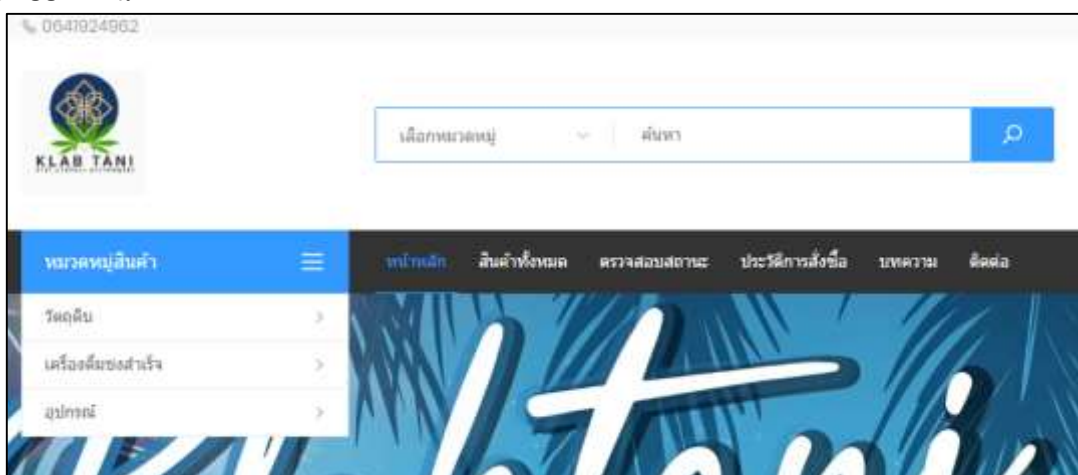 0641924962
KLAB TANI
เลือกหมวดหมู่ ค้นหา
หมวดหมู่สินค้า
หน้าหลัก สินค้าทั้งหมด ตรวจสอบสถานะ ประวัติการสั่งซื้อ บทความ ติดต่อ
วัตถุดิบ
เครื่องดื่มชงสำเร็จ
อุปกรณ์